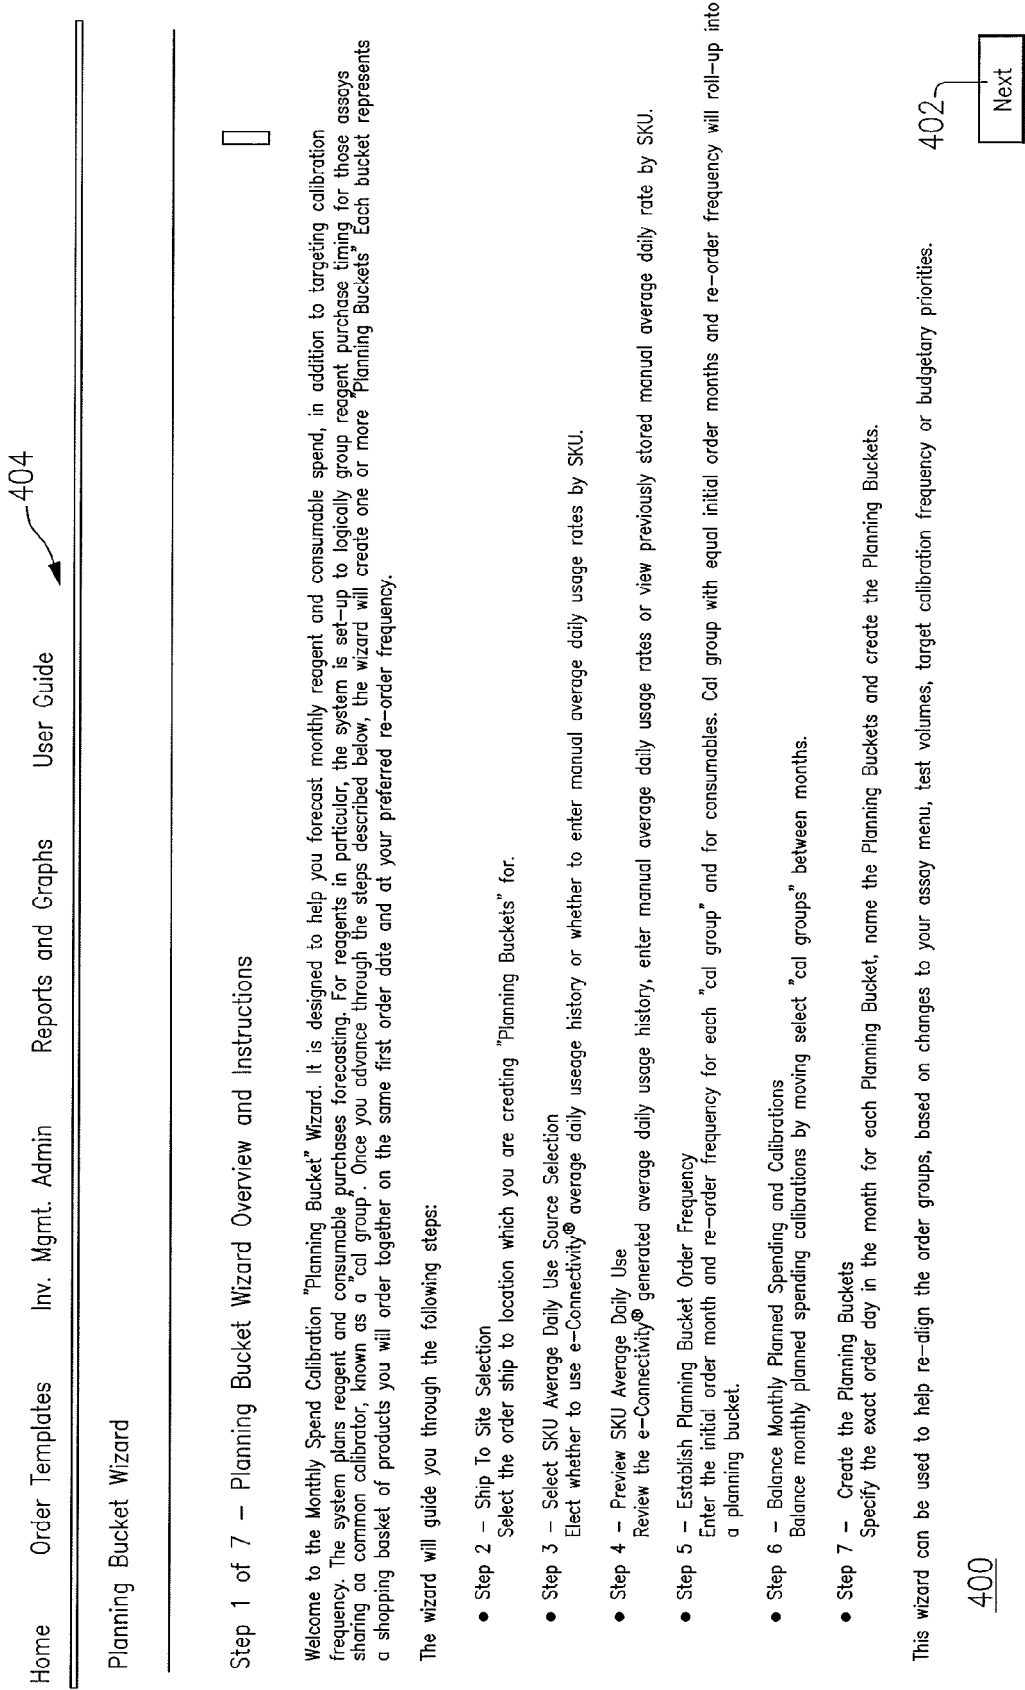 404
Home Order Templates Inv. Mgmt. Admin Reports and Graphs User Guide
Planning Bucket Wizard
Step 1 of 7 – Planning Bucket Wizard Overview and Instructions
Welcome to the Monthly Spend Calibration "Planning Bucket" Wizard. It is designed to help you forecast monthly reagent and consumable spend, in addition to targeting calibration
frequency. The system plans reagent and consumable purchases forecasting. For reagents in particular, the system is set–up to logically group reagent purchase timing for those assays
sharing aa common calibrator, known as a "cal group". Once you advance through the steps described below, the wizard will create one or more "Planning Buckets" Each bucket represents
a shopping basket of products you will order together on the same first order date and at your preferred re–order frequency.
The wizard will guide you through the following steps:
● Step 2 – Ship To Site Selection
Select the order ship to location which you are creating "Planning Buckets" for.
● Step 3 – Select SKU Average Daily Use Source Selection
Elect whether to use e–Connectivity® average daily useage history or whether to enter manual average daily usage rates by SKU.
● Step 4 – Preview SKU Average Daily Use
Review the e–Connectivity® generated average daily usage history, enter manual average daily usage rates or view previously stored manual average daily rate by SKU.
● Step 5 – Establish Planning Bucket Order Frequency
Enter the initial order month and re–order frequency for each "cal group" and for consumables. Cal group with equal initial order months and re–order frequency will roll–up into
a planning bucket.
● Step 6 – Balance Monthly Planned Spending and Calibrations
Balance monthly planned spending calibrations by moving select "cal groups" between months.
● Step 7 – Create the Planning Buckets
Specify the exact order day in the month for each Planning Bucket, name the Planning Buckets and create the Planning Buckets.
This wizard can be used to help re–align the order groups, based on changes to your assay menu, test volumes, target calibration frequency or budgetary priorities.
402
400
Next